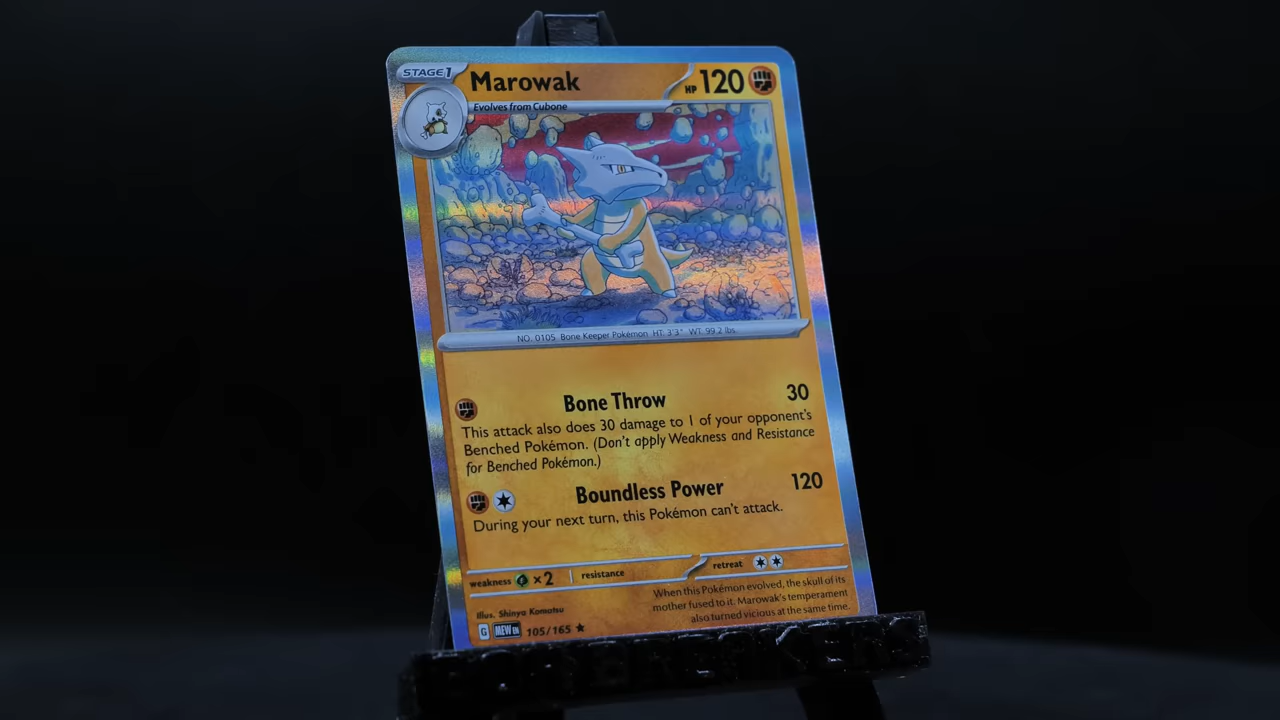 STAGE1
Marowak
HP 120
Evolves from Cubone
NO. 0105 Bone Keeper Pokémon HT: 3'3" WT: 99.2 lbs.
Bone Throw 30
This attack also does 30 damage to 1 of your opponent's
Benched Pokémon. (Don't apply Weakness and Resistance
for Benched Pokémon.)
Boundless Power 120
During your next turn, this Pokémon can't attack.
weakness ×2 resistance retreat
When this Pokémon evolved, the skull of its
mother fused to it. Marowak's temperament
also turned vicious at the same time.
Illus. Shinya Komatsu
G MEW EN 105/165